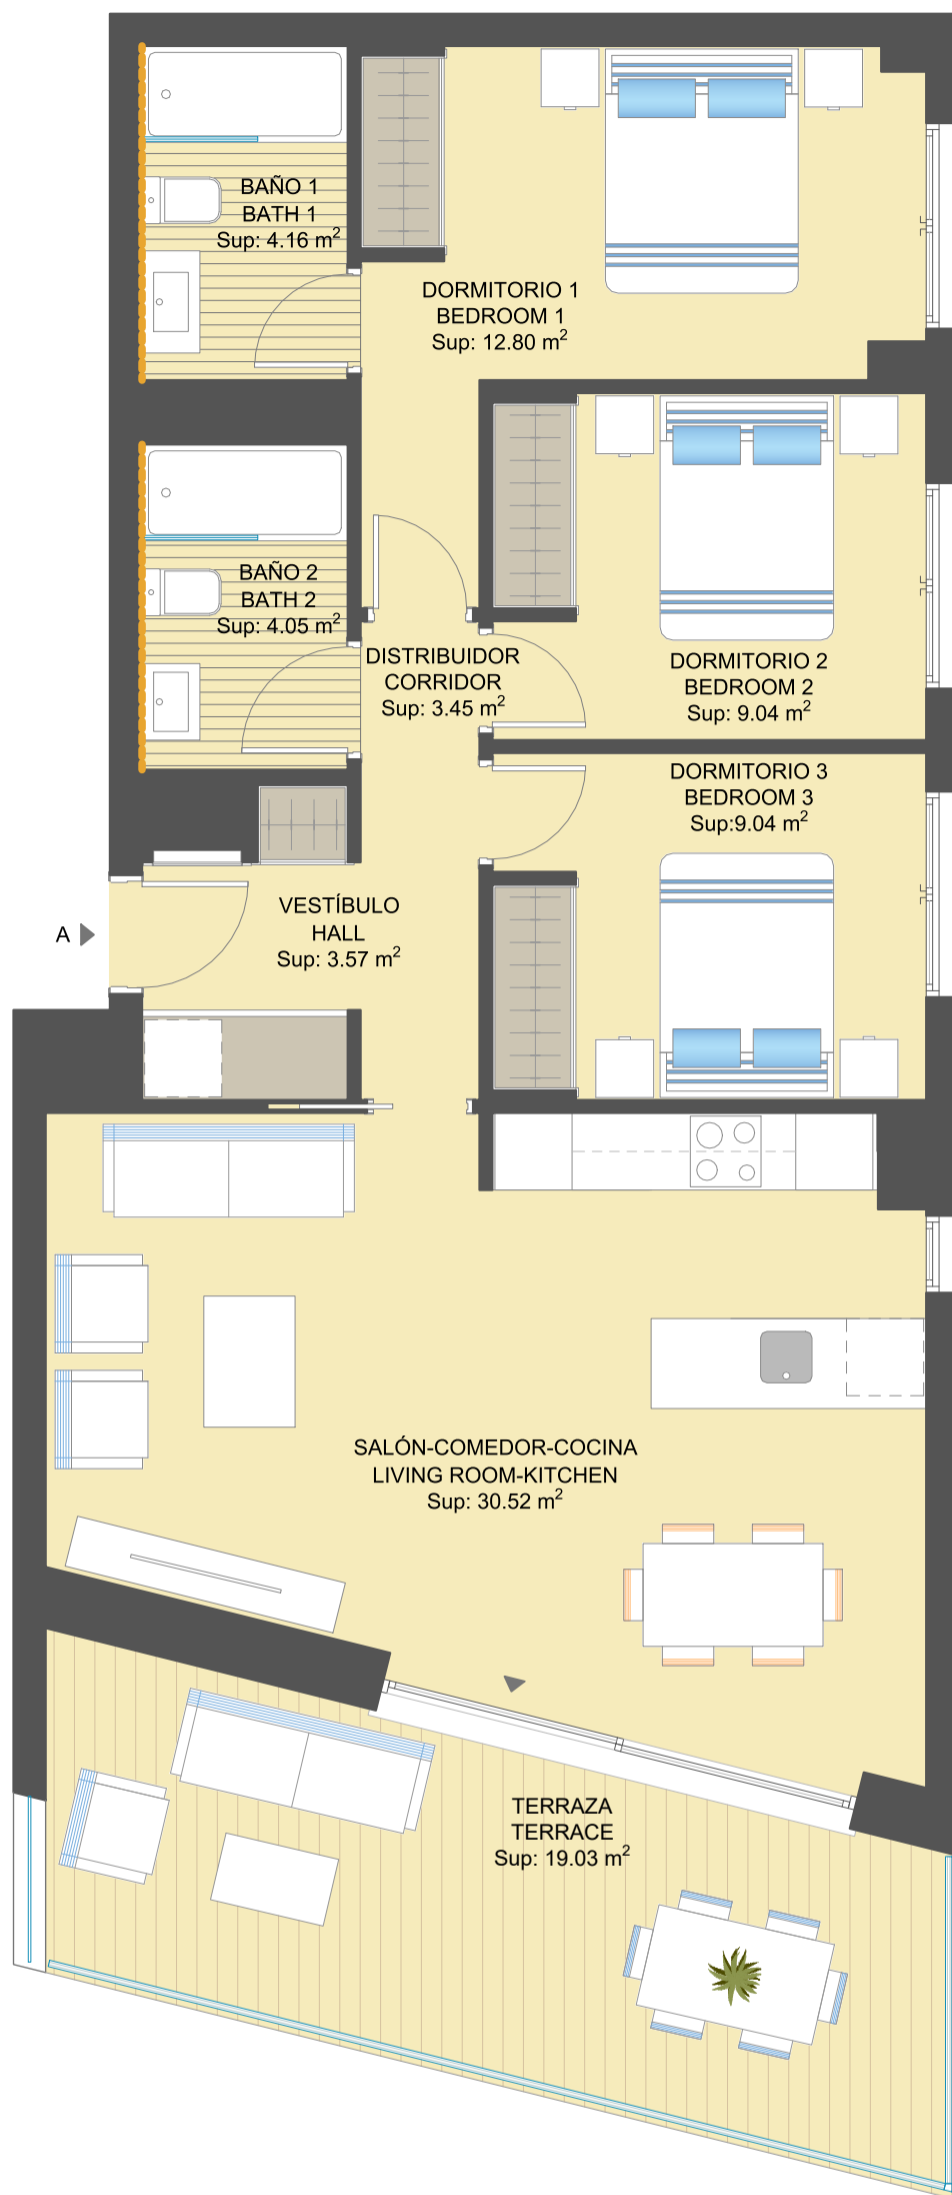 BAÑO 1
BATH 1
Sup: 4.16 m²
DORMITORIO 1
BEDROOM 1
Sup: 12.80 m²
BAÑO 2
BATH 2
Sup: 4.05 m²
DISTRIBUIDOR
CORRIDOR
Sup: 3.45 m²
DORMITORIO 2
BEDROOM 2
Sup: 9.04 m²
DORMITORIO 3
BEDROOM 3
Sup:9.04 m²
A
VESTÍBULO
HALL
Sup: 3.57 m²
SALÓN-COMEDOR-COCINA
LIVING ROOM-KITCHEN
Sup: 30.52 m²
TERRAZA
TERRACE
Sup: 19.03 m²